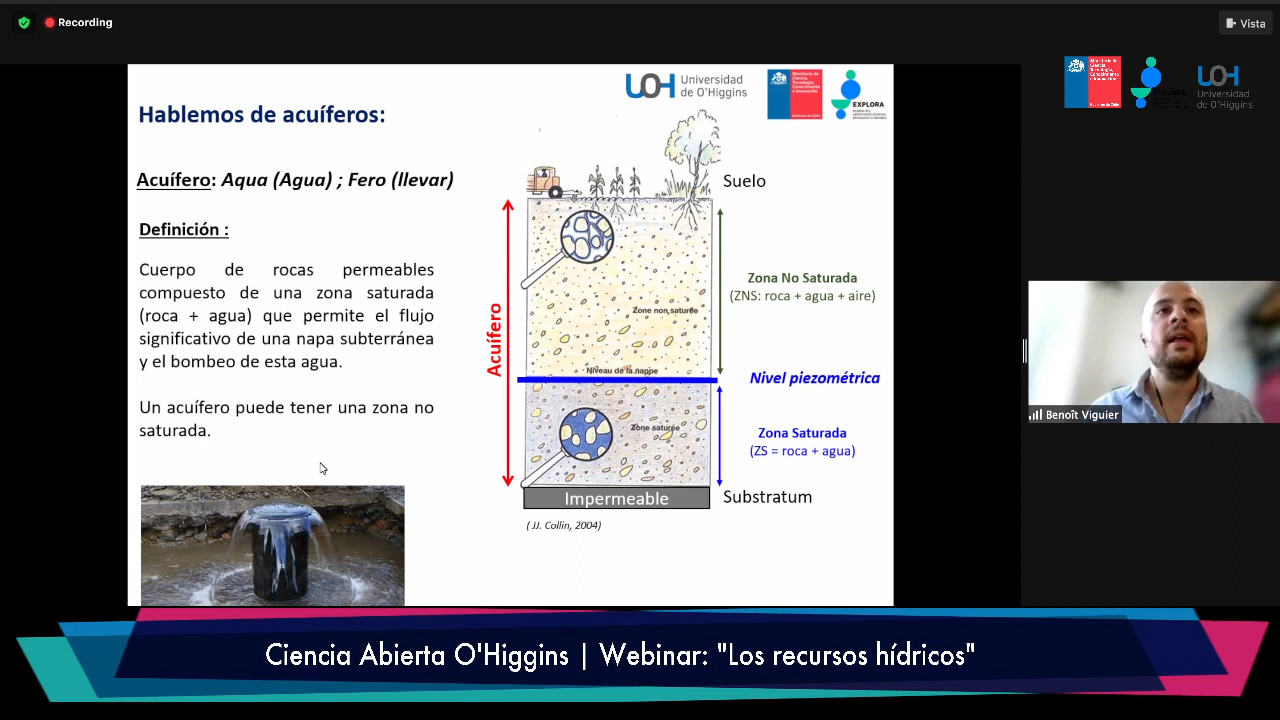 Recording
Vista
Universidad
de O'Higgins
EXPLORA
UOH
Universidad
de O'Higgins
EXPLORA
Hablemos de acuíferos:
Acuífero: Aqua (Agua) ; Fero (llevar)
Definición :
Cuerpo de rocas permeables
compuesto de una zona saturada
(roca + agua) que permite el flujo
significativo de una napa subterránea
y el bombeo de esta agua.
Un acuífero puede tener una zona no
saturada.
Suelo
Acuífero
Zona No Saturada
(ZNS: roca + agua + aire)
Zone non saturée
Niveau de la nappe
Nivel piezométrica
Zone saturée
Zona Saturada
(ZS = roca + agua)
Impermeable
Substratum
( JJ. Collin, 2004)
Benoît Viguier
Ciencia Abierta O'Higgins | Webinar: "Los recursos hídricos"